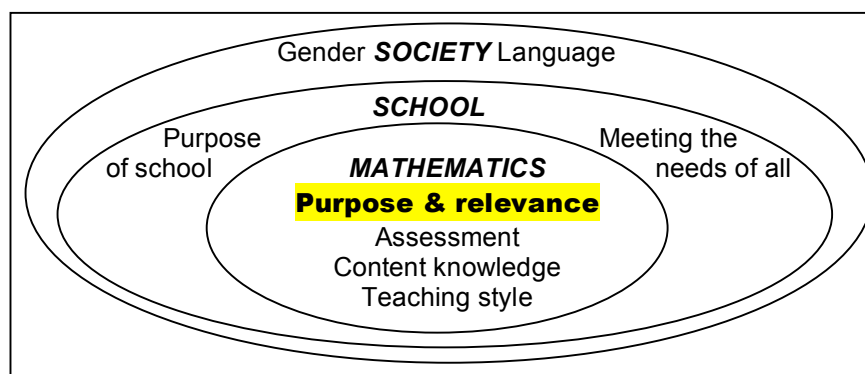 Gender SOCIETY Language
SCHOOL
Purpose of school
Meeting the needs of all
MATHEMATICS
Purpose & relevance
Assessment
Content knowledge
Teaching style